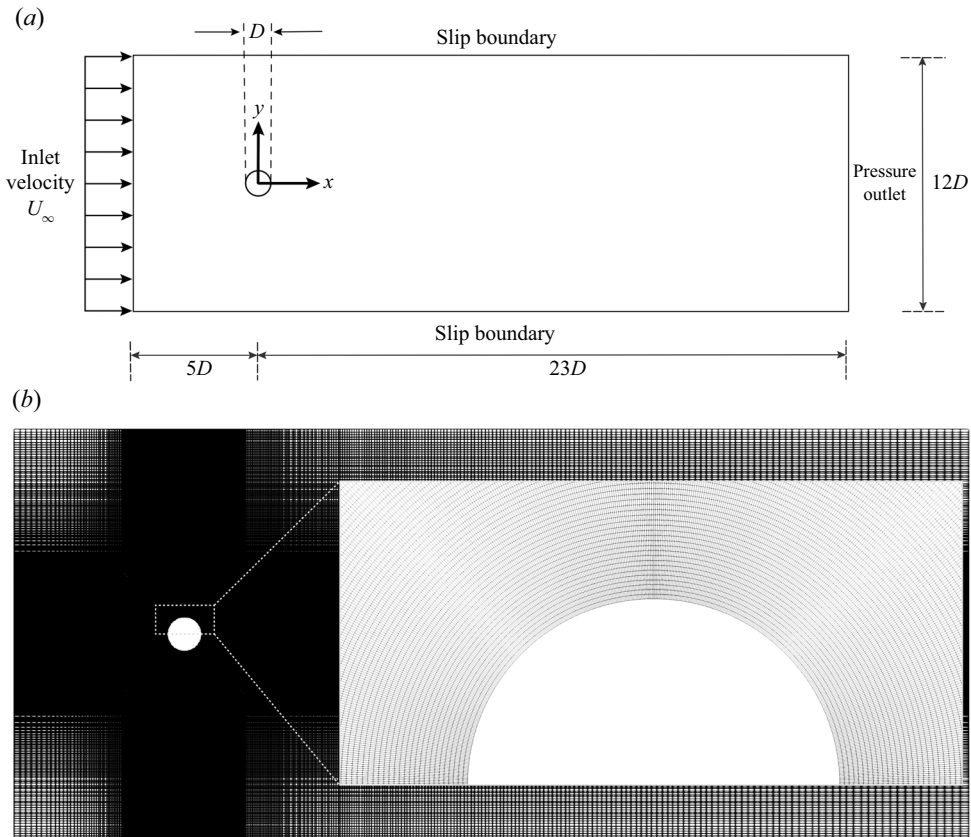 (a)
D
Slip boundary
y
Inlet
velocity
U∞
x
Pressure
outlet
12D
Slip boundary
5D
23D
(b)